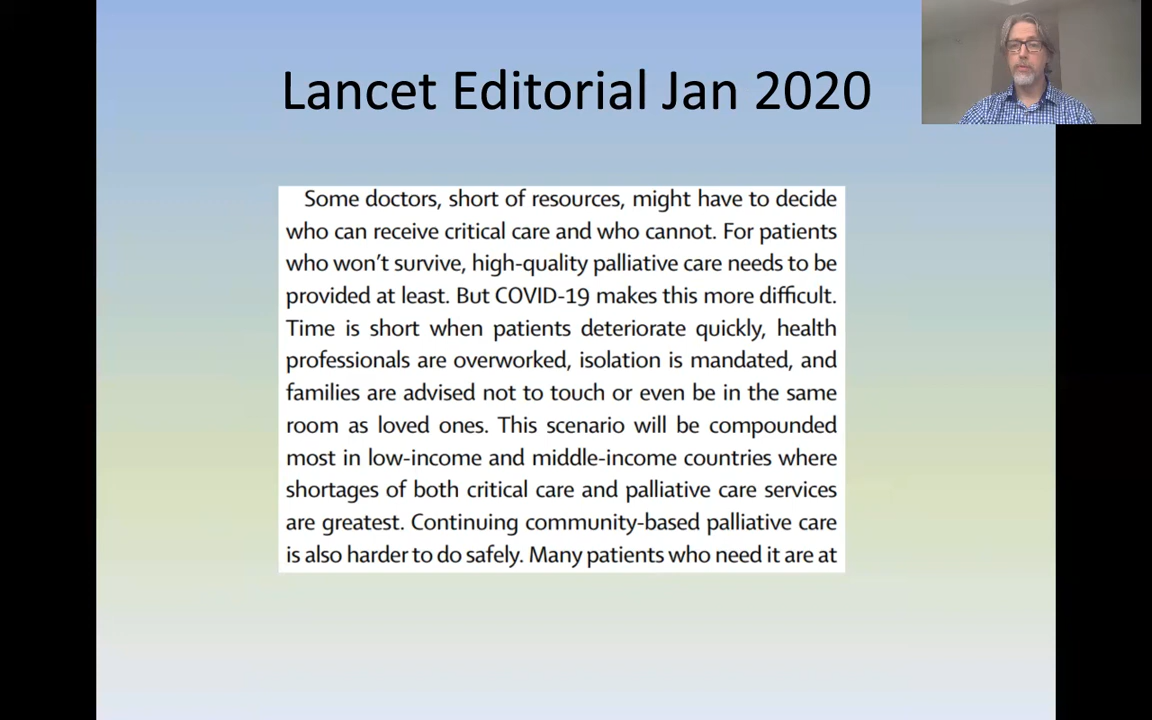 Lancet Editorial Jan 2020
Some doctors, short of resources, might have to decide
who can receive critical care and who cannot. For patients
who won't survive, high-quality palliative care needs to be
provided at least. But COVID-19 makes this more difficult.
Time is short when patients deteriorate quickly, health
professionals are overworked, isolation is mandated, and
families are advised not to touch or even be in the same
room as loved ones. This scenario will be compounded
most in low-income and middle-income countries where
shortages of both critical care and palliative care services
are greatest. Continuing community-based palliative care
is also harder to do safely. Many patients who need it are at